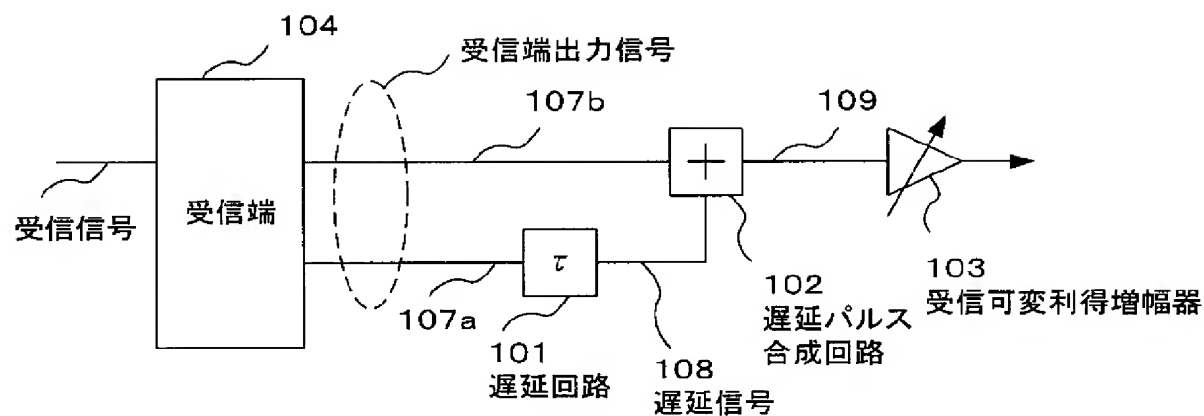 104
受信端出力信号
107b
109
+
受信信号
受信端
τ
107a
101
遅延回路
108
遅延信号
102
遅延パルス
合成回路
103
受信可変利得増幅器